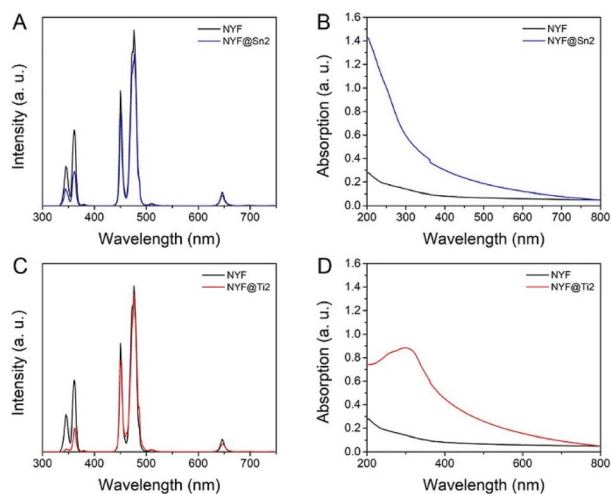 A
NYF
NYF@Sn2
Intensity (a. u.)
300 400 500 600 700
Wavelength (nm)
B
NYF
NYF@Sn2
Absorption (a. u.)
1.6
1.4
1.2
1.0
0.8
0.6
0.4
0.2
0.0
200 300 400 500 600 700 800
Wavelength (nm)
C
NYF
NYF@Ti2
Intensity (a. u.)
300 400 500 600 700
Wavelength (nm)
D
NYF
NYF@Ti2
Absorption (a. u.)
1.6
1.4
1.2
1.0
0.8
0.6
0.4
0.2
0.0
200 300 400 500 600 700 800
Wavelength (nm)